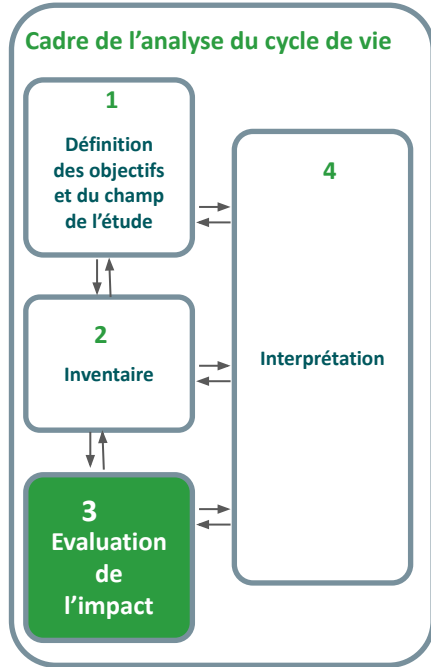 Cadre de l’analyse du cycle de vie
1
Définition
des objectifs
et du champ
de l’étude
2
Inventaire
3
Evaluation
de
l’impact
4
Interprétation